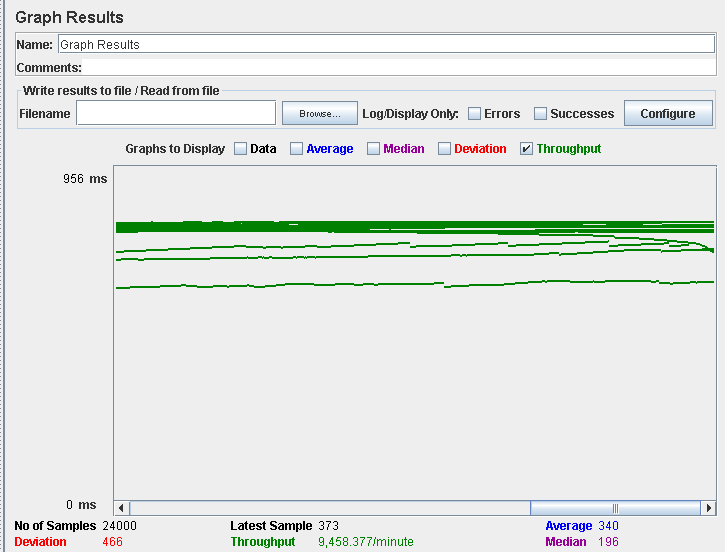 Graph Results
Name: Graph Results
Comments:
Write results to file / Read from file
Filename Browse... Log/Display Only: Errors Successes Configure
Graphs to Display Data Average Median Deviation Throughput
956 ms
0 ms
No of Samples 24000 Latest Sample 373 Average 340
Deviation 466 Throughput 9,458.377/minute Median 196